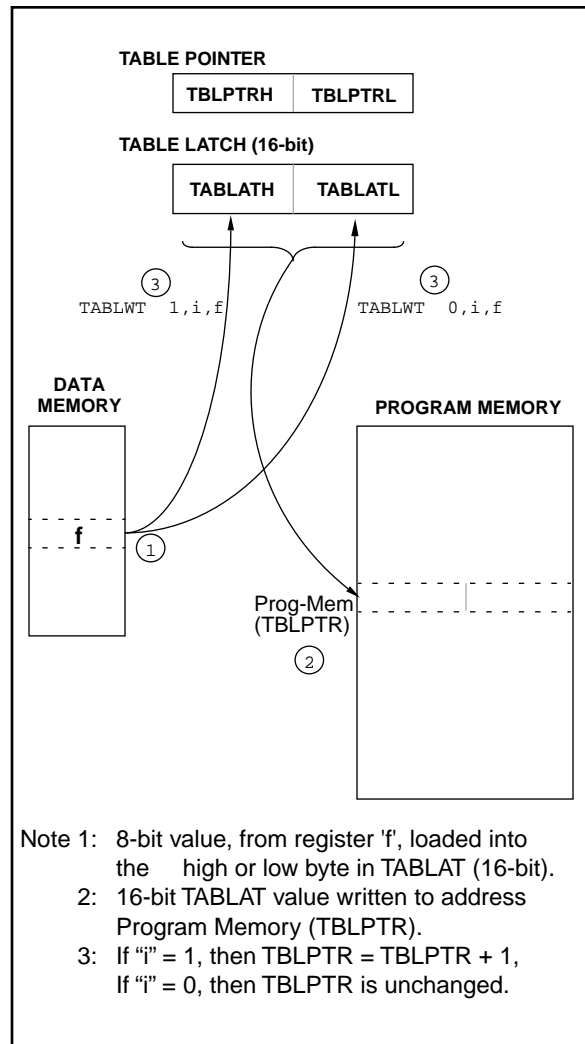 TABLE POINTER
TBLPTRH TBLPTRL
TABLE LATCH (16-bit)
TABLATH TABLATL
3 3
TABLWT 1,i,f TABLWT 0,i,f
DATA
MEMORY
PROGRAM MEMORY
f
1
Prog-Mem
(TBLPTR)
2
Note 1: 8-bit value, from register 'f', loaded into
the high or low byte in TABLAT (16-bit).
2: 16-bit TABLAT value written to address
Program Memory (TBLPTR).
3: If “i” = 1, then TBLPTR = TBLPTR + 1,
If “i” = 0, then TBLPTR is unchanged.